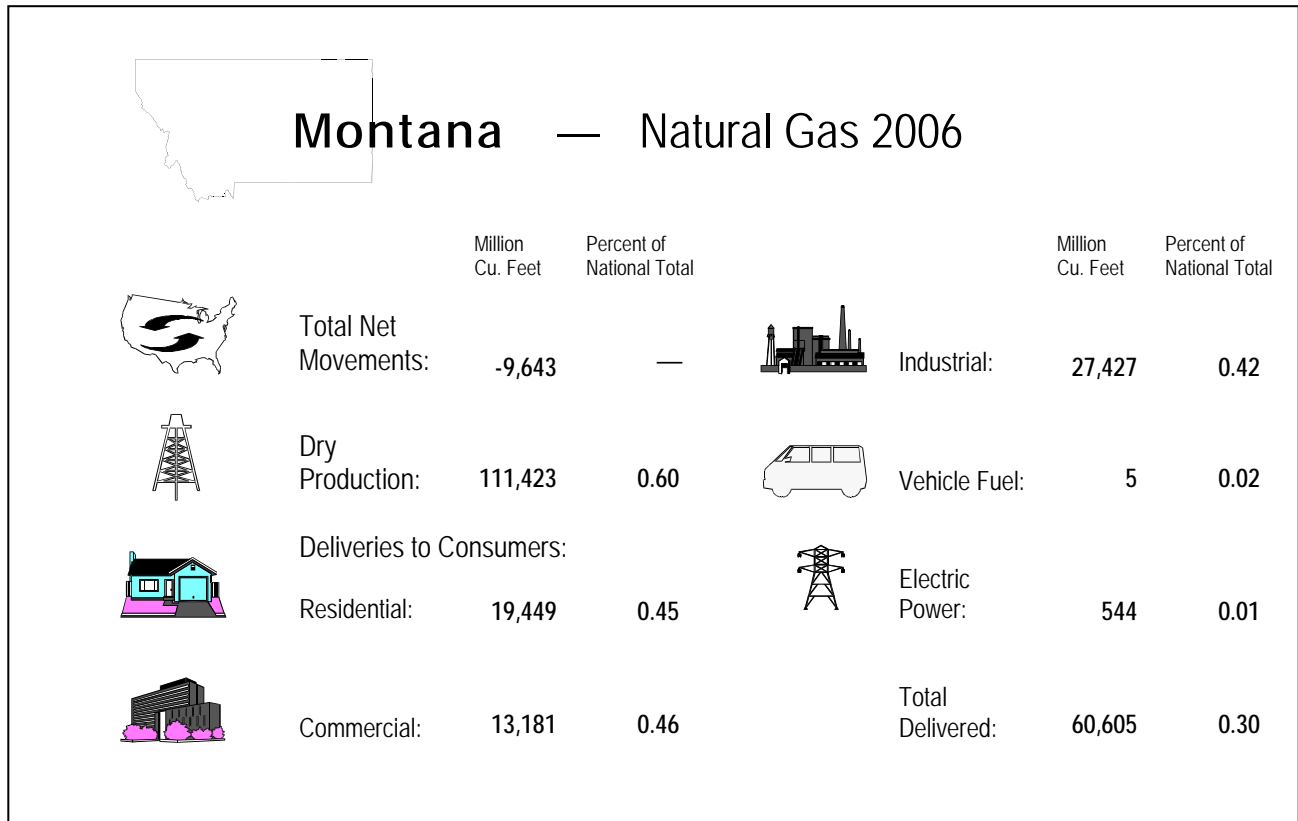 Montana — Natural Gas 2006
Million
Cu. Feet
Percent of
National Total
Total Net
Movements: -9,643 —
Dry
Production: 111,423 0.60
Deliveries to Consumers:
Residential: 19,449 0.45
Commercial: 13,181 0.46
Million
Cu. Feet
Percent of
National Total
Industrial: 27,427 0.42
Vehicle Fuel: 5 0.02
Electric
Power: 544 0.01
Total
Delivered: 60,605 0.30